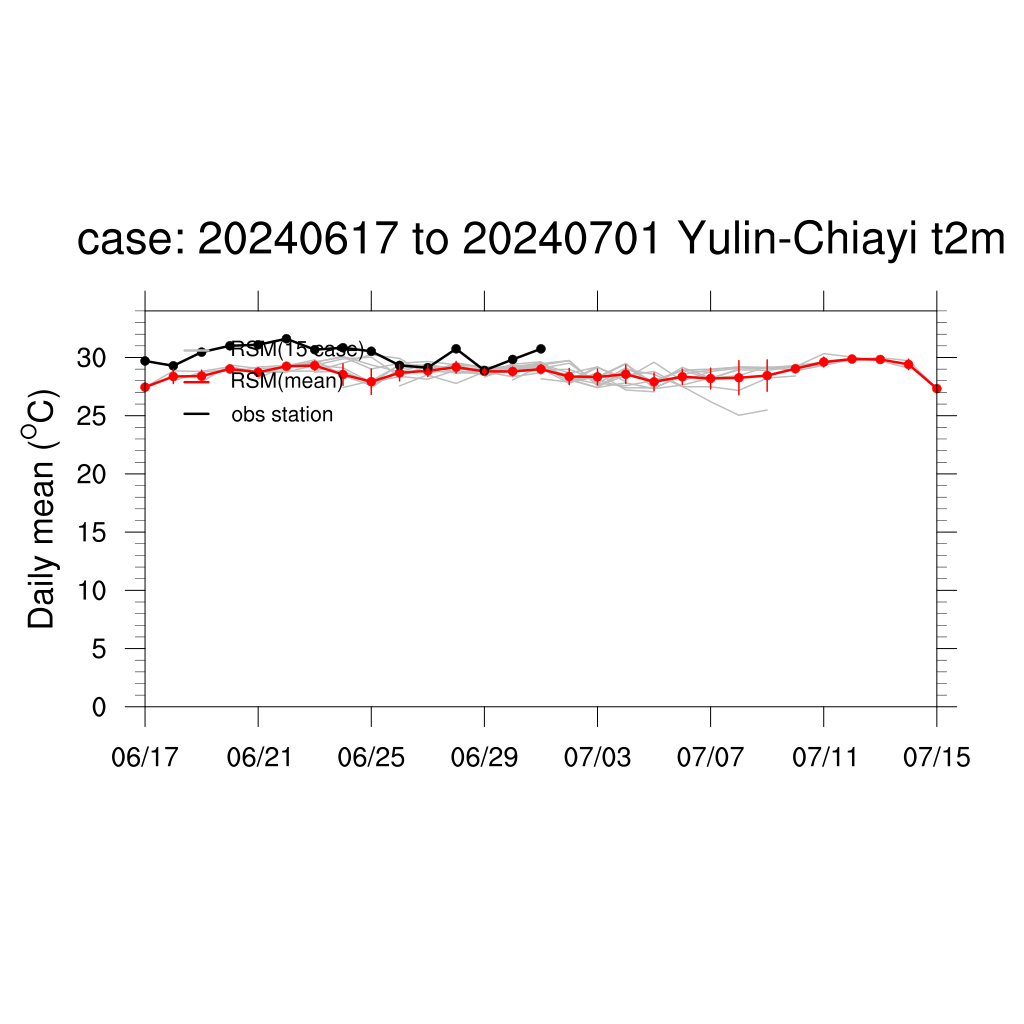 case: 20240617 to 20240701 Yulin-Chiayi t2m
Daily mean (°C)
30
25
20
15
10
5
0
RSM(15 case)
RSM(mean)
obs station
06/17 06/21 06/25 06/29 07/03 07/07 07/11 07/15